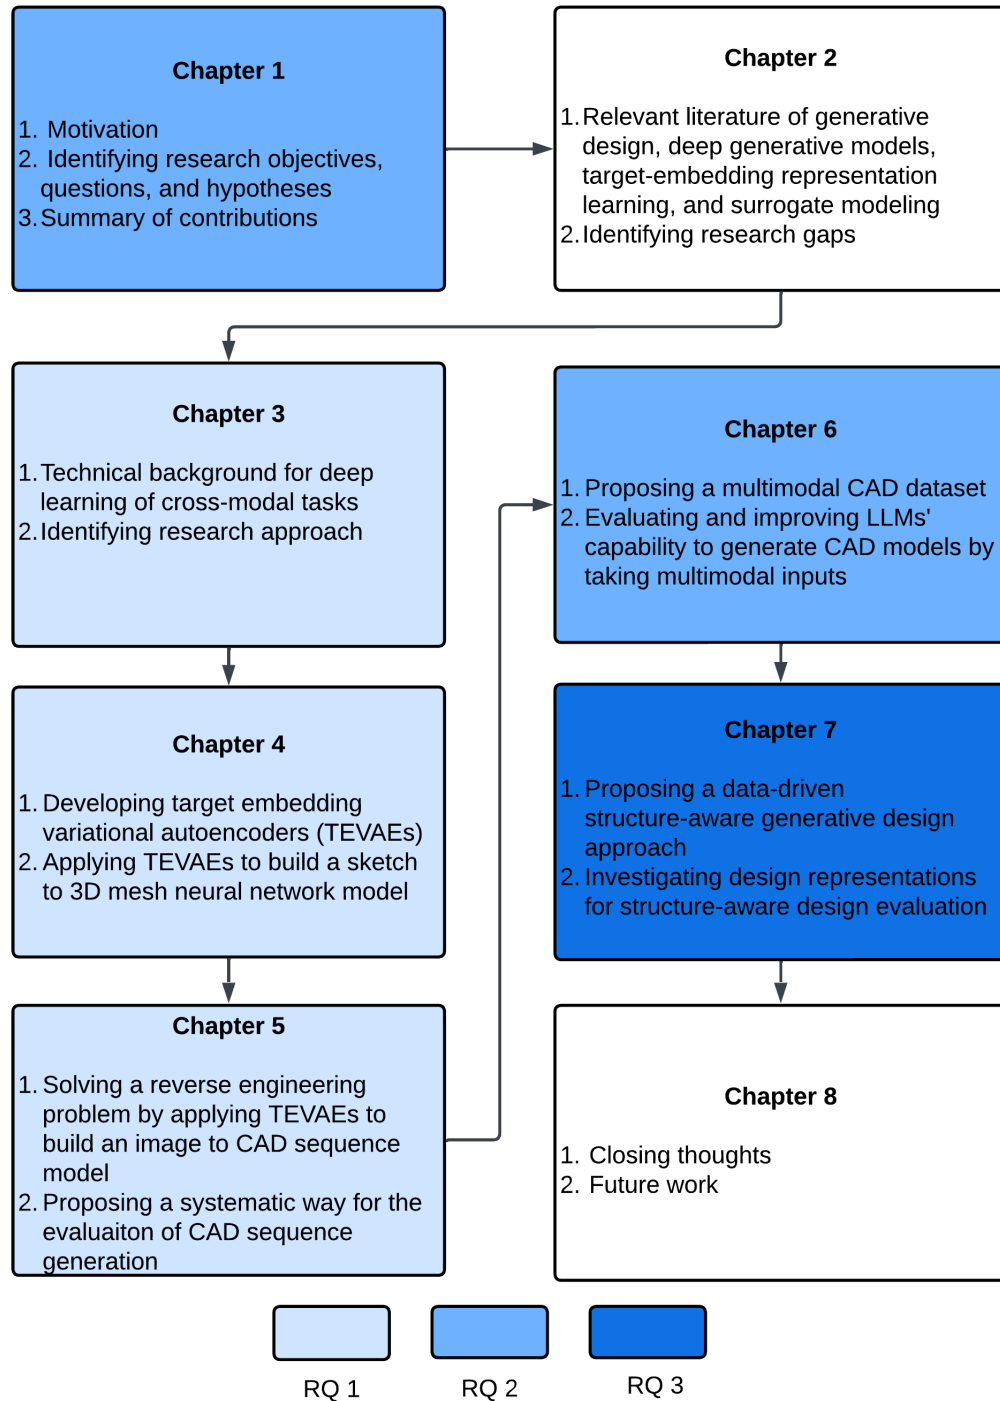 Chapter 1
1. Motivation
2. Identifying research objectives,
questions, and hypotheses
3. Summary of contributions
Chapter 2
1. Relevant literature of generative
design, deep generative models,
target-embedding representation
learning, and surrogate modeling
2. Identifying research gaps
Chapter 3
1. Technical background for deep
learning of cross-modal tasks
2. Identifying research approach
Chapter 4
1. Developing target embedding
variational autoencoders (TEVAEs)
2. Applying TEVAEs to build a sketch
to 3D mesh neural network model
Chapter 5
1. Solving a reverse engineering
problem by applying TEVAEs to
build an image to CAD sequence
model
2. Proposing a systematic way for the
evaluaiton of CAD sequence
generation
Chapter 6
1. Proposing a multimodal CAD dataset
2. Evaluating and improving LLMs'
capability to generate CAD models by
taking multimodal inputs
Chapter 7
1. Proposing a data-driven
structure-aware generative design
approach
2. Investigating design representations
for structure-aware design evaluation
Chapter 8
1. Closing thoughts
2. Future work
RQ 1
RQ 2
RQ 3